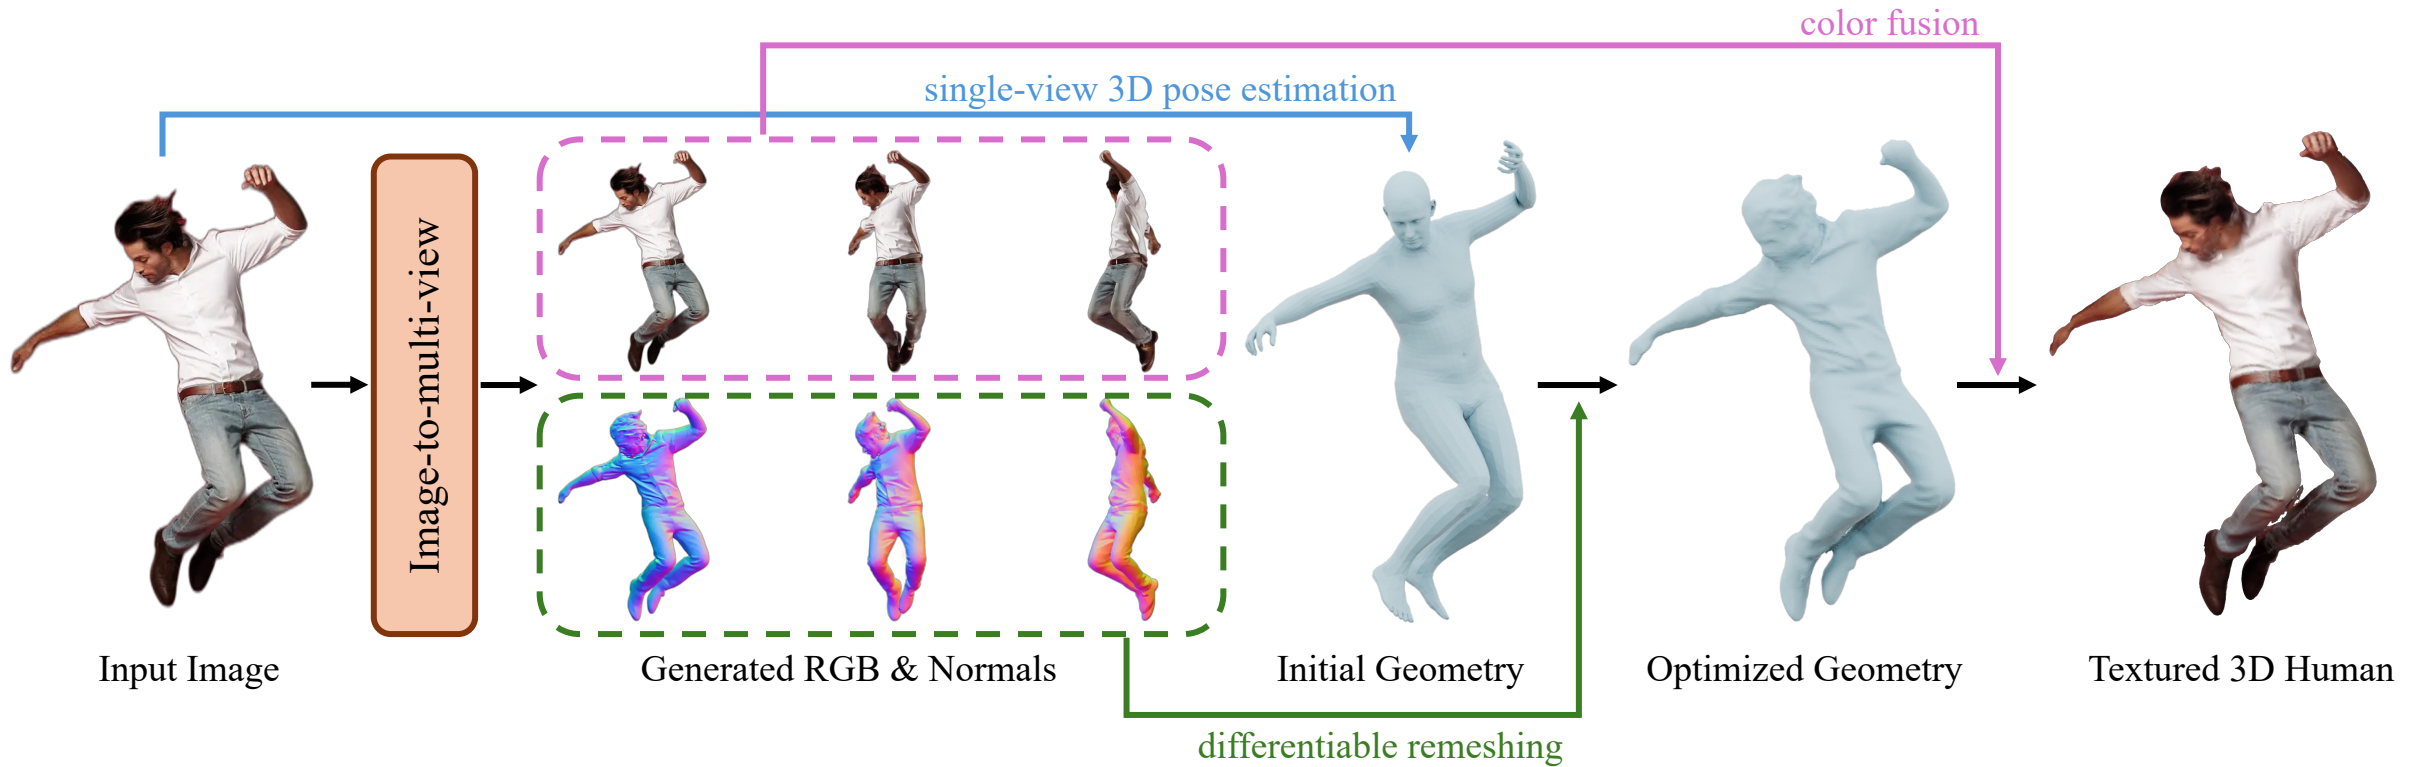 color fusion
single-view 3D pose estimation
Image-to-multi-view
Input Image
Generated RGB & Normals
Initial Geometry
Optimized Geometry
Textured 3D Human
differentiable remeshing